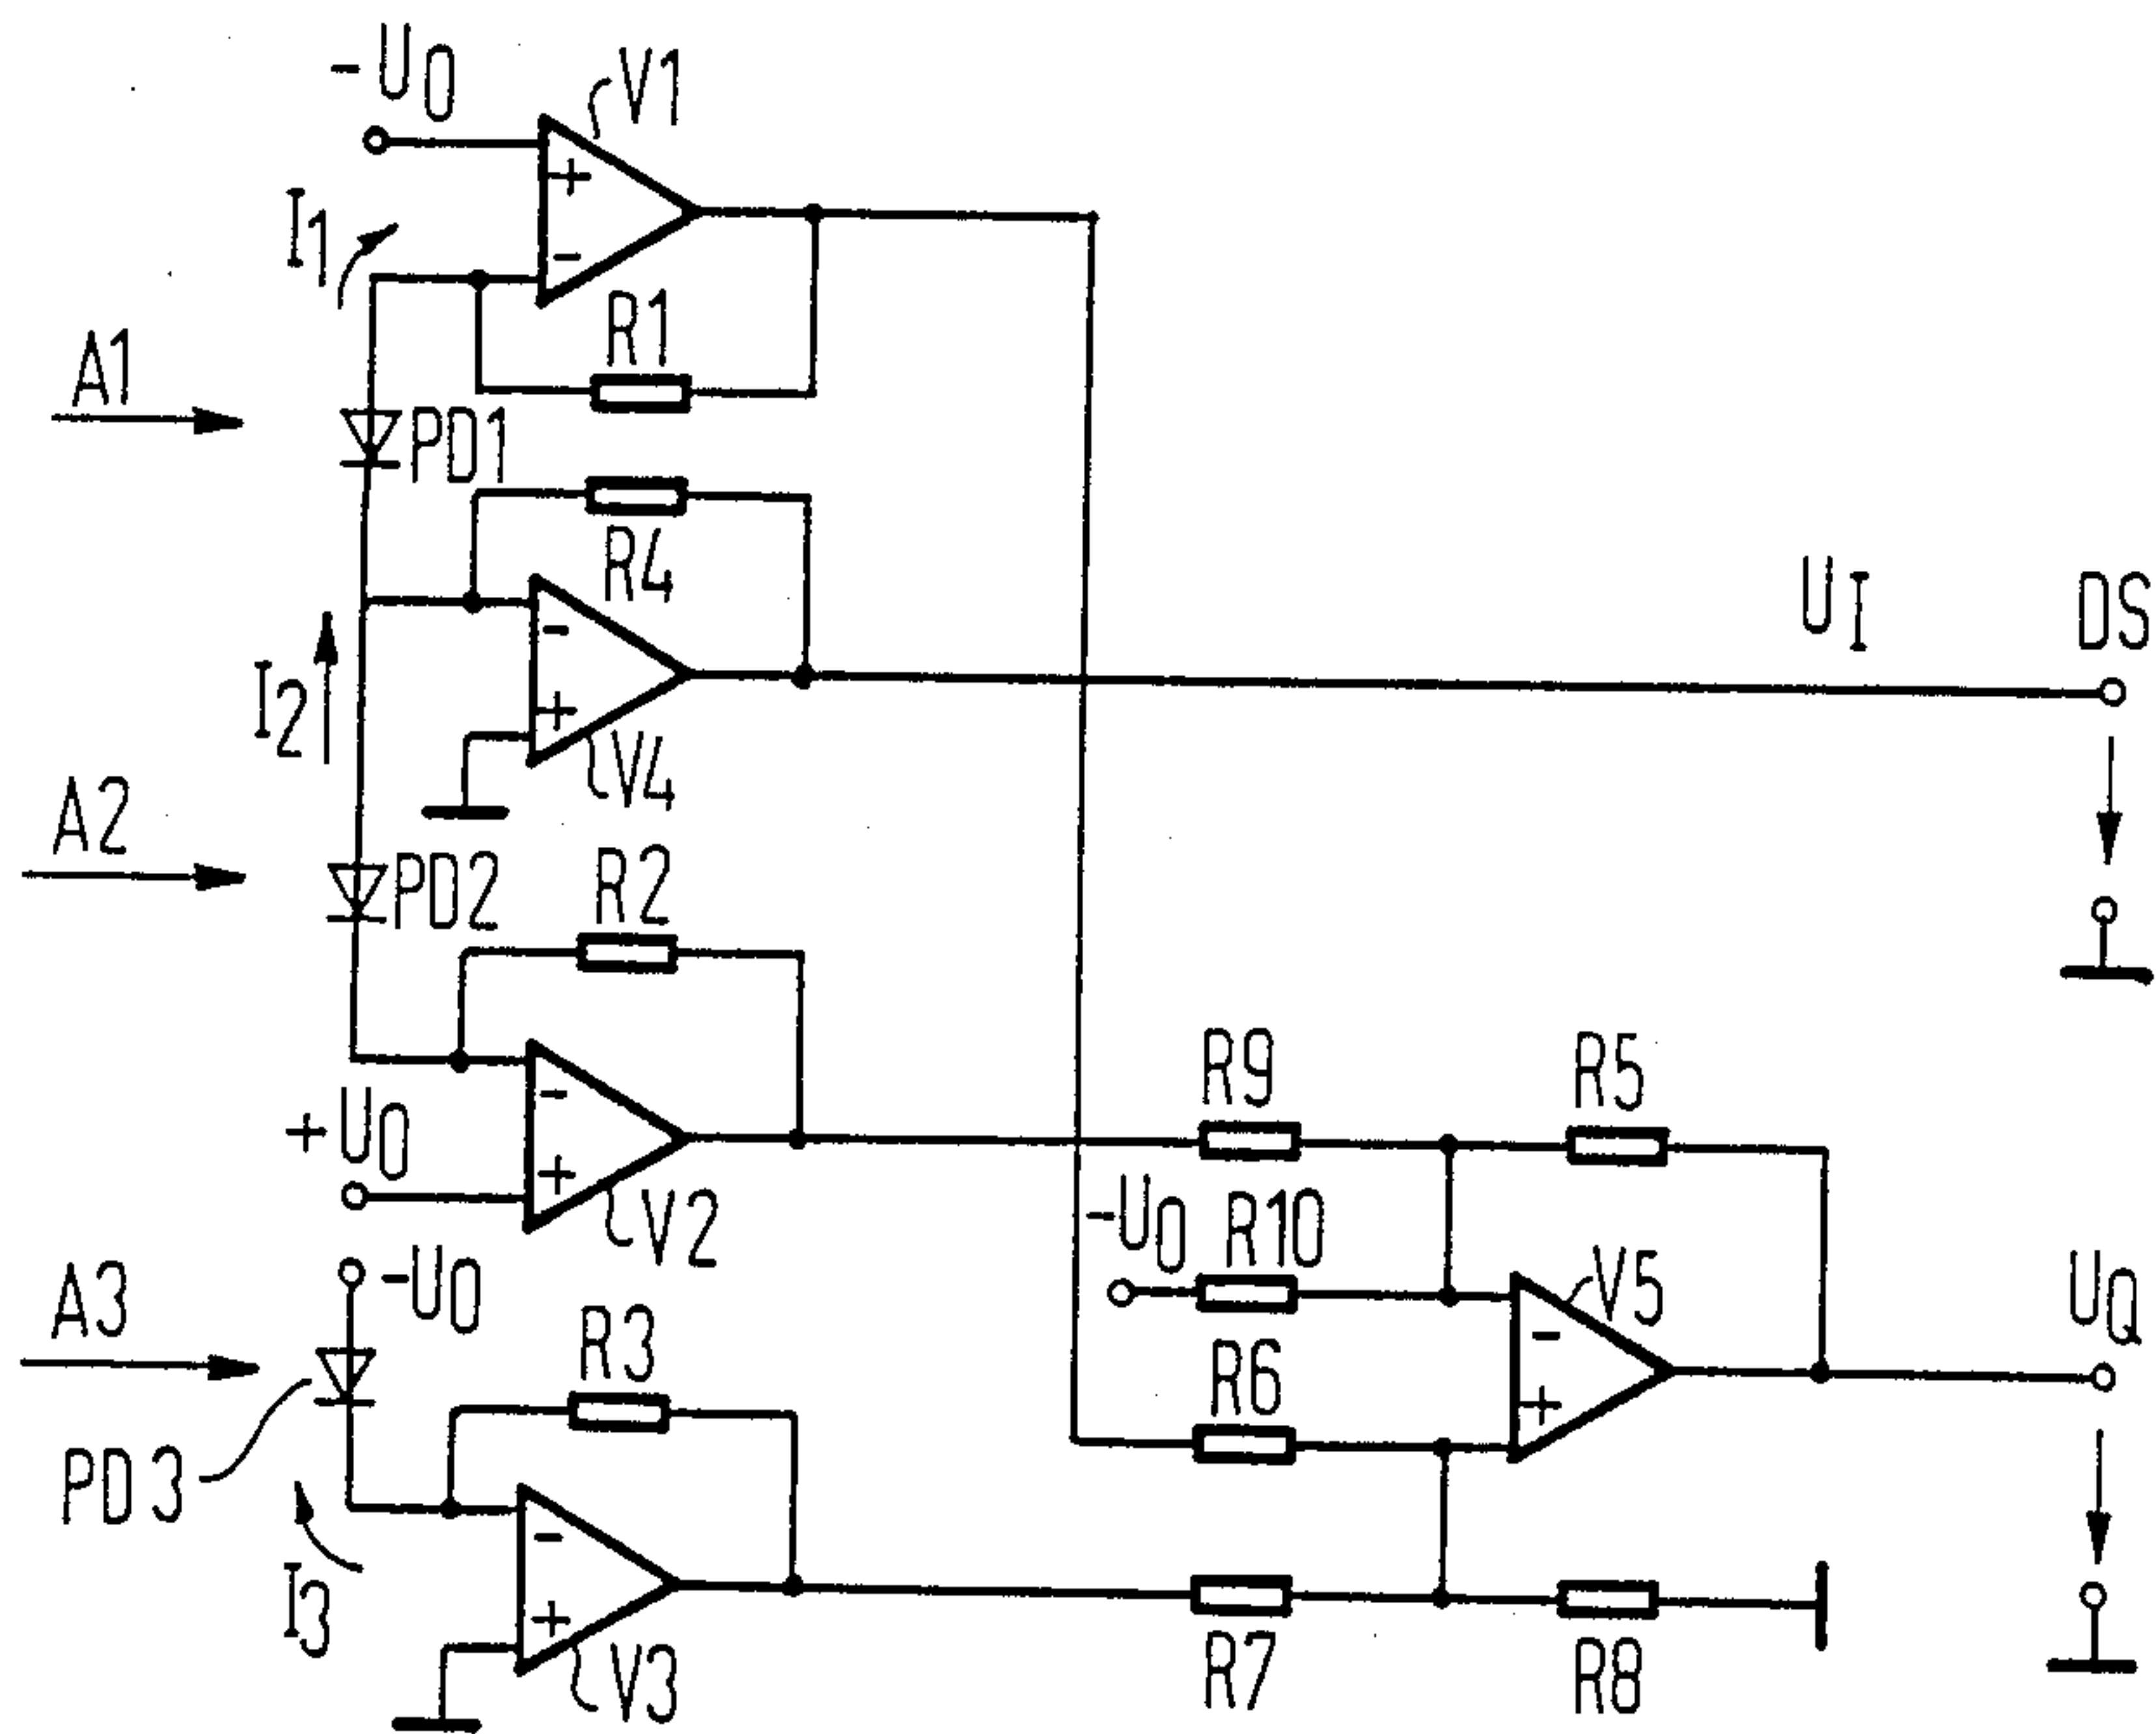 -U0
V1
+
I1
-
R1
A1
PD1
R4
UI
DS
-
I2
+
V4
A2
PD2
R2
R9
R5
-
+U0
+
-U0
R10
V2
V5
UQ
A3
-U0
R3
-
R6
+
PD3
-
I3
+
V3
R7
R8